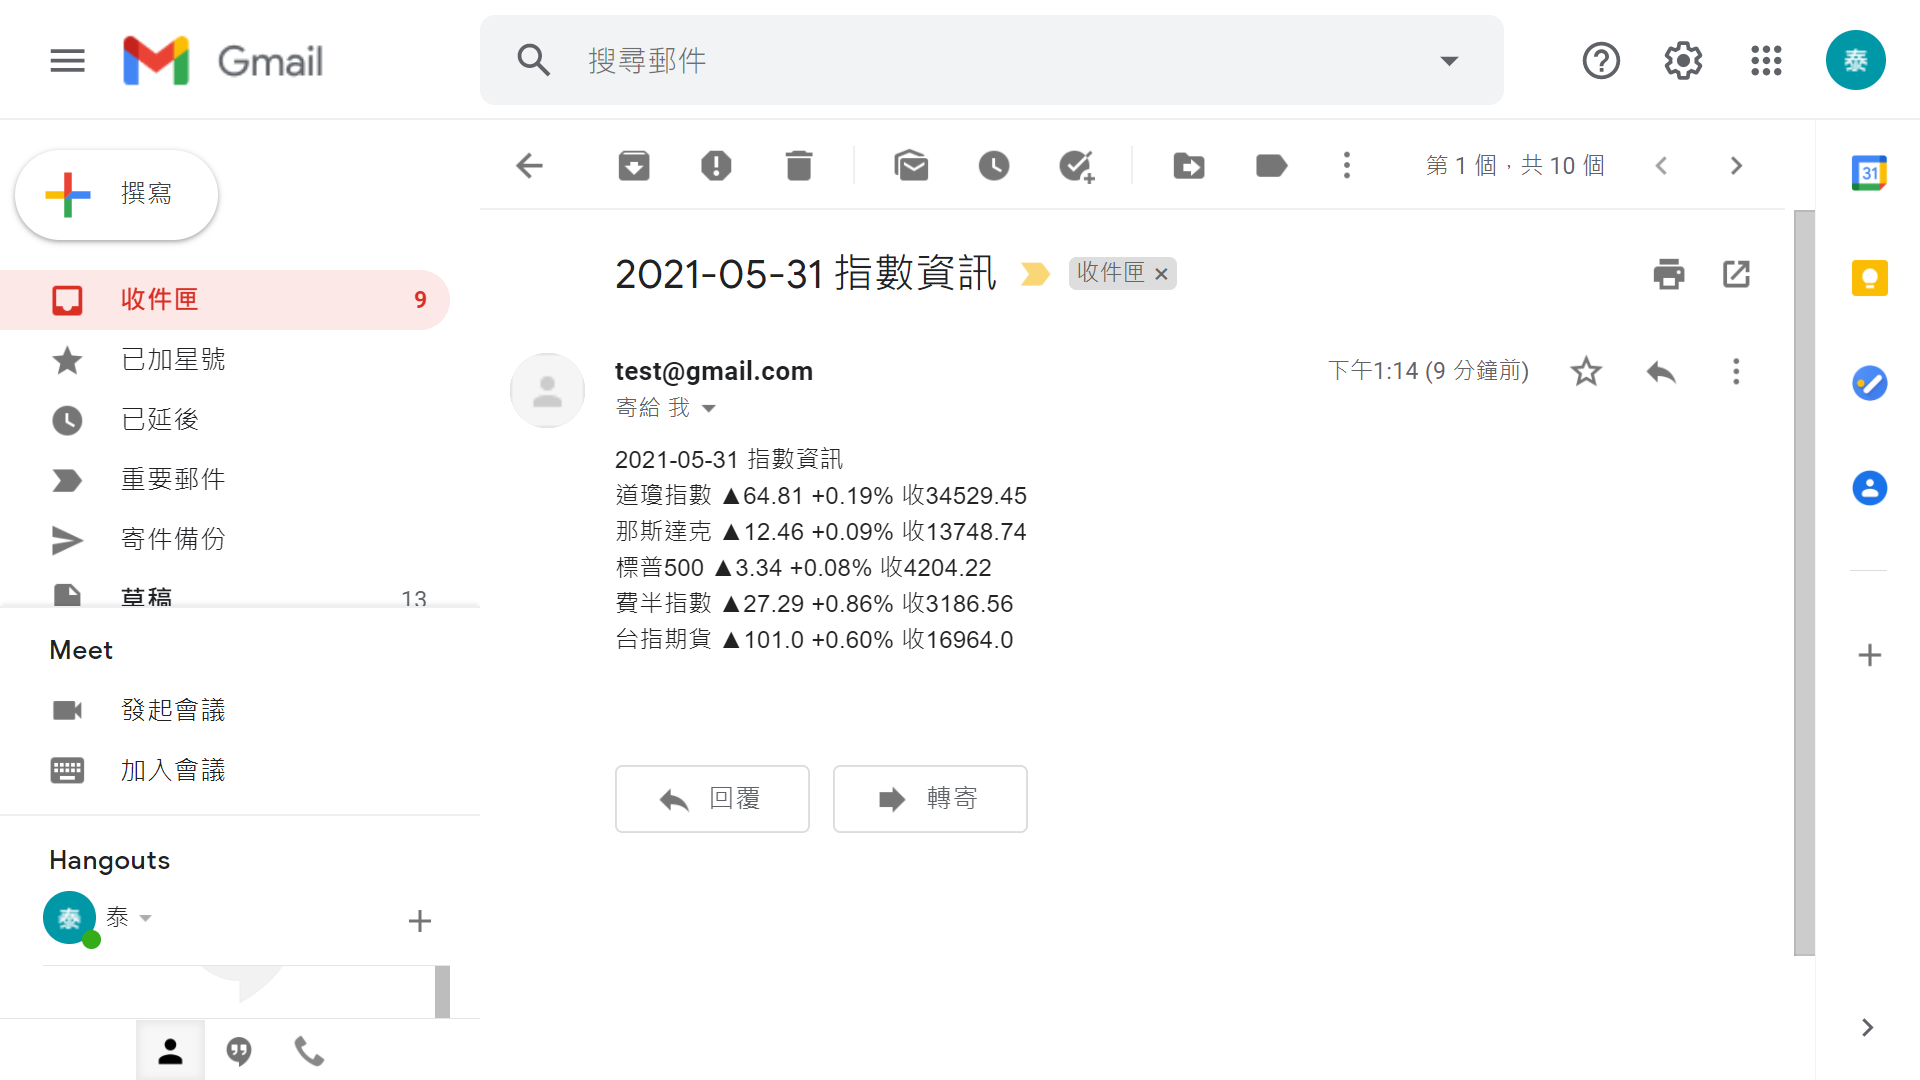 Gmail
搜尋郵件
泰
撰寫
第 1 個，共 10 個
31
收件匣 9
已加星號
已延後
重要郵件
寄件備份
草稿 13
2021-05-31 指數資訊 收件匣 ×
test@gmail.com
下午1:14 (9 分鐘前)
寄給 我
2021-05-31 指數資訊
道瓊指數 ▲64.81 +0.19% 收34529.45
那斯達克 ▲12.46 +0.09% 收13748.74
標普500 ▲3.34 +0.08% 收4204.22
費半指數 ▲27.29 +0.86% 收3186.56
台指期貨 ▲101.0 +0.60% 收16964.0
回覆
轉寄
Meet
發起會議
加入會議
Hangouts
泰 泰